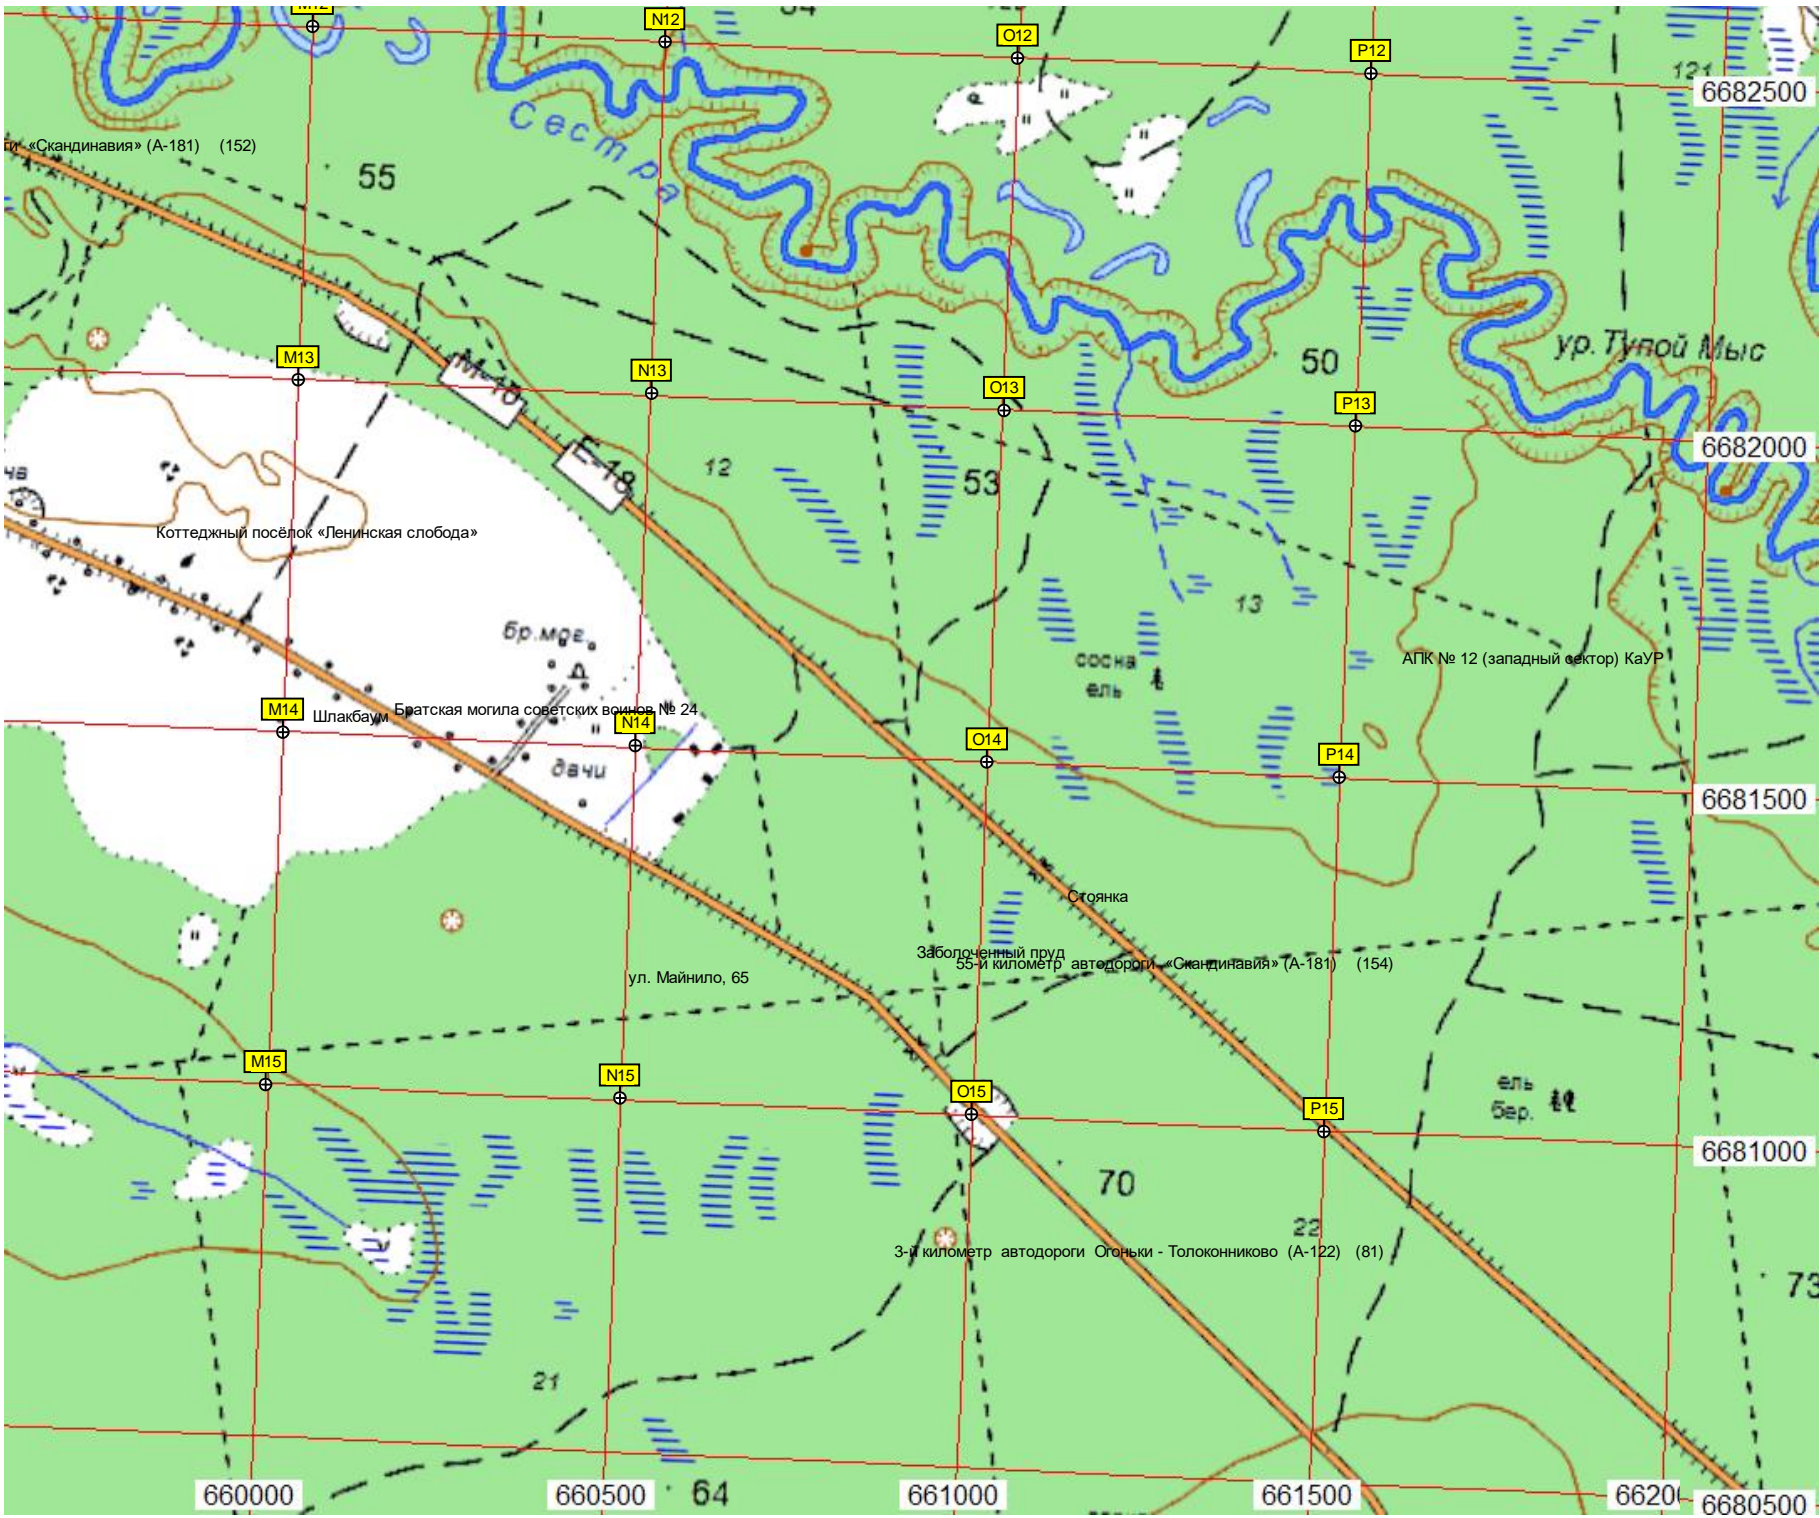 M12
N12
O12
P12
121
6682500
Сестра
«Скандинавия» (А-181) (152)
55
ур. Тупой Мыс
50
M13
N13
O13
P13
М-10
Е-18
6682000
12
53
Коттеджный посёлок «Ленинская слобода»
13
бр.мог.
сосна
ель
АПК № 12 (западный сектор) КаУР
M14
Шлакбаум
Братская могила советских воинов № 24
N14
O14
P14
дачи
6681500
Стоянка
Заболоченный пруд
55-й километр автодороги «Скандинавия» (А-181) (154)
ул. Майнило, 65
M15
N15
O15
P15
ель
бер.
6681000
70
22
3-й километр автодороги Огоньки - Толоконниково (А-122) (81)
73
21
64
660000
660500
661000
661500
6680500